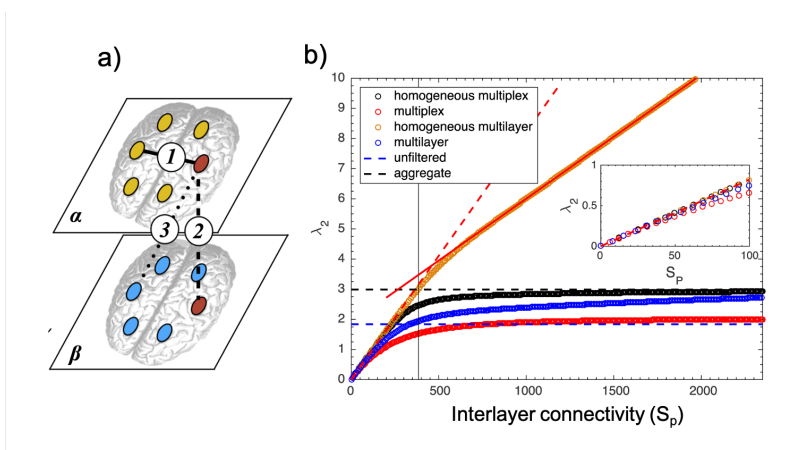 a)
1
α
3
2
β
b)
10
9
8
7
6
5
4
3
2
1
0
λ2
homogeneous multiplex
multiplex
homogeneous multilayer
multilayer
unfiltered
aggregate
1
0.5
0
λ2
0 50 100
SP
0 500 1000 1500 2000
Interlayer connectivity (Sp)